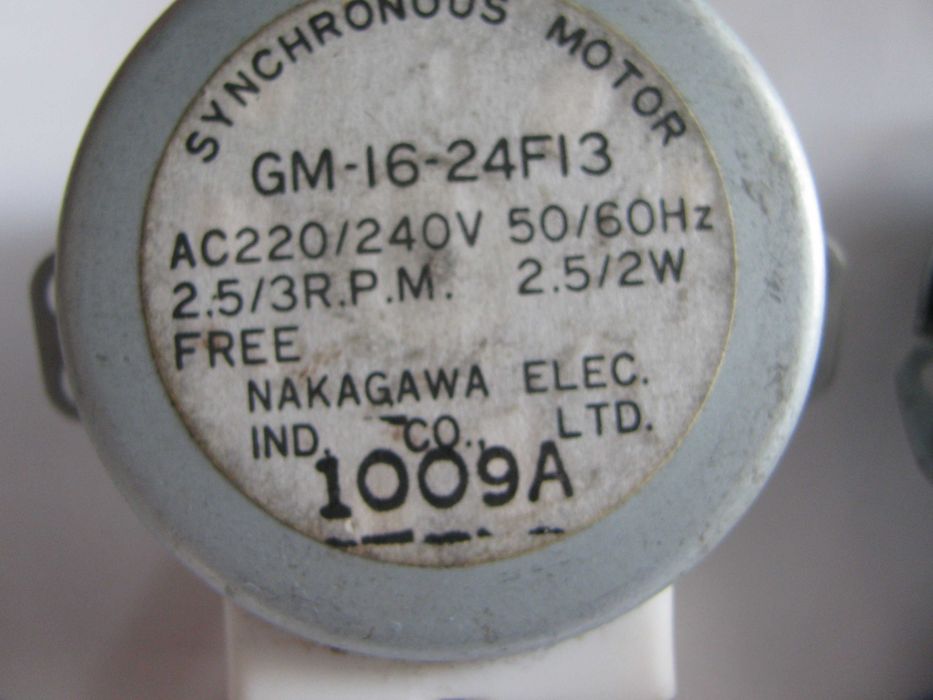 SYNCHRONOUS MOTOR
GM-16-24F13
AC220/240V 50/60Hz
2.5/3R.P.M. 2.5/2W
FREE
NAKAGAWA ELEC.
IND. CO., LTD.
1009A